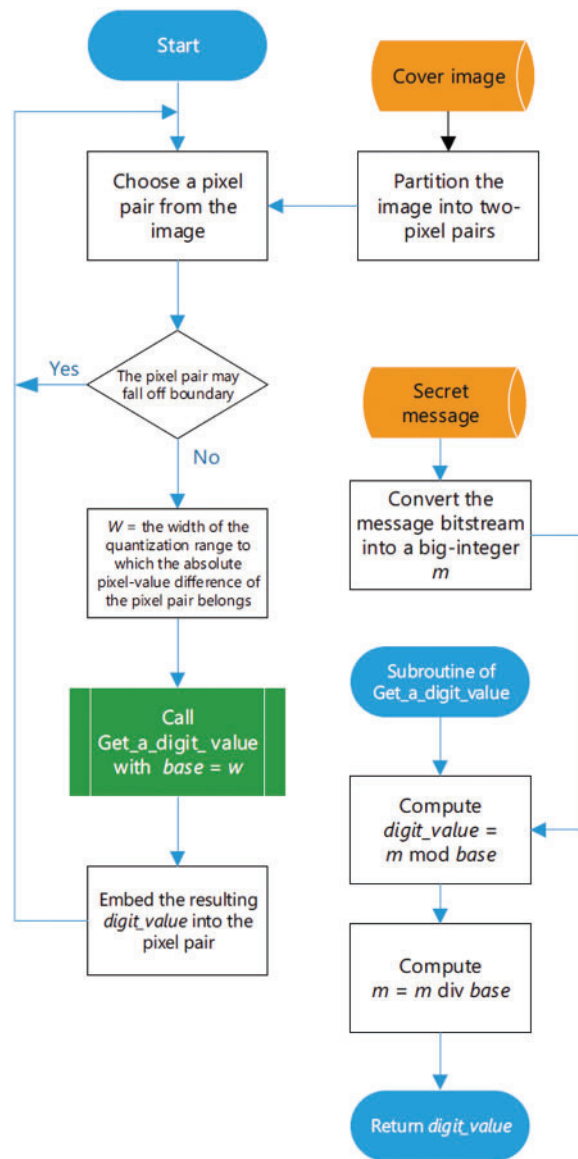 Start
Cover image
Choose a pixel
pair from the
image
Partition the
image into two-
pixel pairs
Yes
The pixel pair may
fall off boundary
No
Secret
message
Convert the
message bitstream
into a big-integer
m
W = the width of the
quantization range to
which the absolute
pixel-value difference of
the pixel pair belongs
Subroutine of
Get_a_digit_value
Call
Get_a_digit_ value
with base = w
Compute
digit_value =
m mod base
Embed the resulting
digit_value into the
pixel pair
Compute
m = m div base
Return digit_value